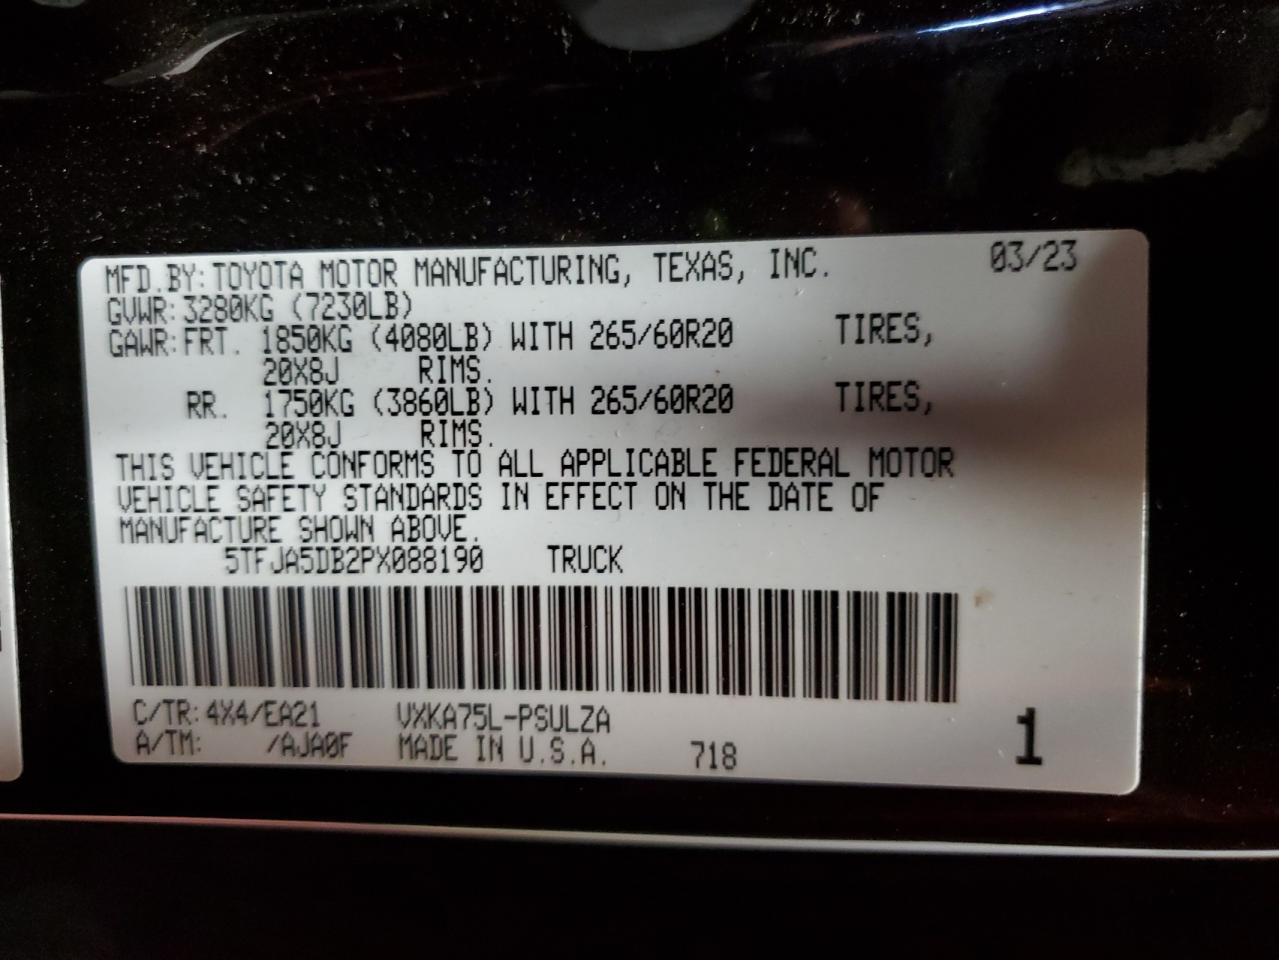 MFD.BY:TOYOTA MOTOR MANUFACTURING, TEXAS, INC. 03/23
GVWR:3280KG (7230LB)
GAWR:FRT. 1850KG (4080LB) WITH 265/60R20 TIRES,
20X8J RIMS.
RR. 1750KG (3860LB) WITH 265/60R20 TIRES,
20X8J RIMS.
THIS VEHICLE CONFORMS TO ALL APPLICABLE FEDERAL MOTOR
VEHICLE SAFETY STANDARDS IN EFFECT ON THE DATE OF
MANUFACTURE SHOWN ABOVE.
5TFJA5DB2PX088190 TRUCK
C/TR:4X4/EA21 VXKA75L-PSULZA
A/TM: /AJA0F MADE IN U.S.A. 718 1